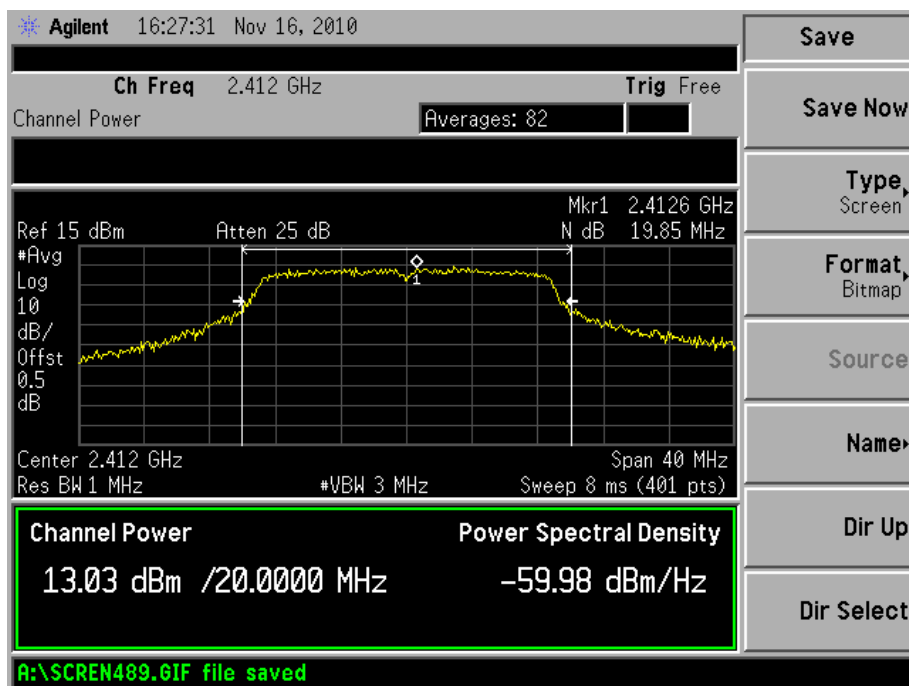 Agilent 16:27:31 Nov 16, 2010
Save
Ch Freq 2.412 GHz Trig Free
Channel Power Averages: 82
Save Now
Type
Screen
Mkr1 2.4126 GHz
Ref 15 dBm Atten 25 dB N dB 19.85 MHz
#Avg
Log
10
dB/
Offst
0.5
dB
1
Format
Bitmap
Source
Center 2.412 GHz Span 40 MHz
Res BW 1 MHz #VBW 3 MHz Sweep 8 ms (401 pts)
Name
Channel Power Power Spectral Density
13.03 dBm /20.0000 MHz -59.98 dBm/Hz
Dir Up
Dir Select
A:\SCREN489.GIF file saved